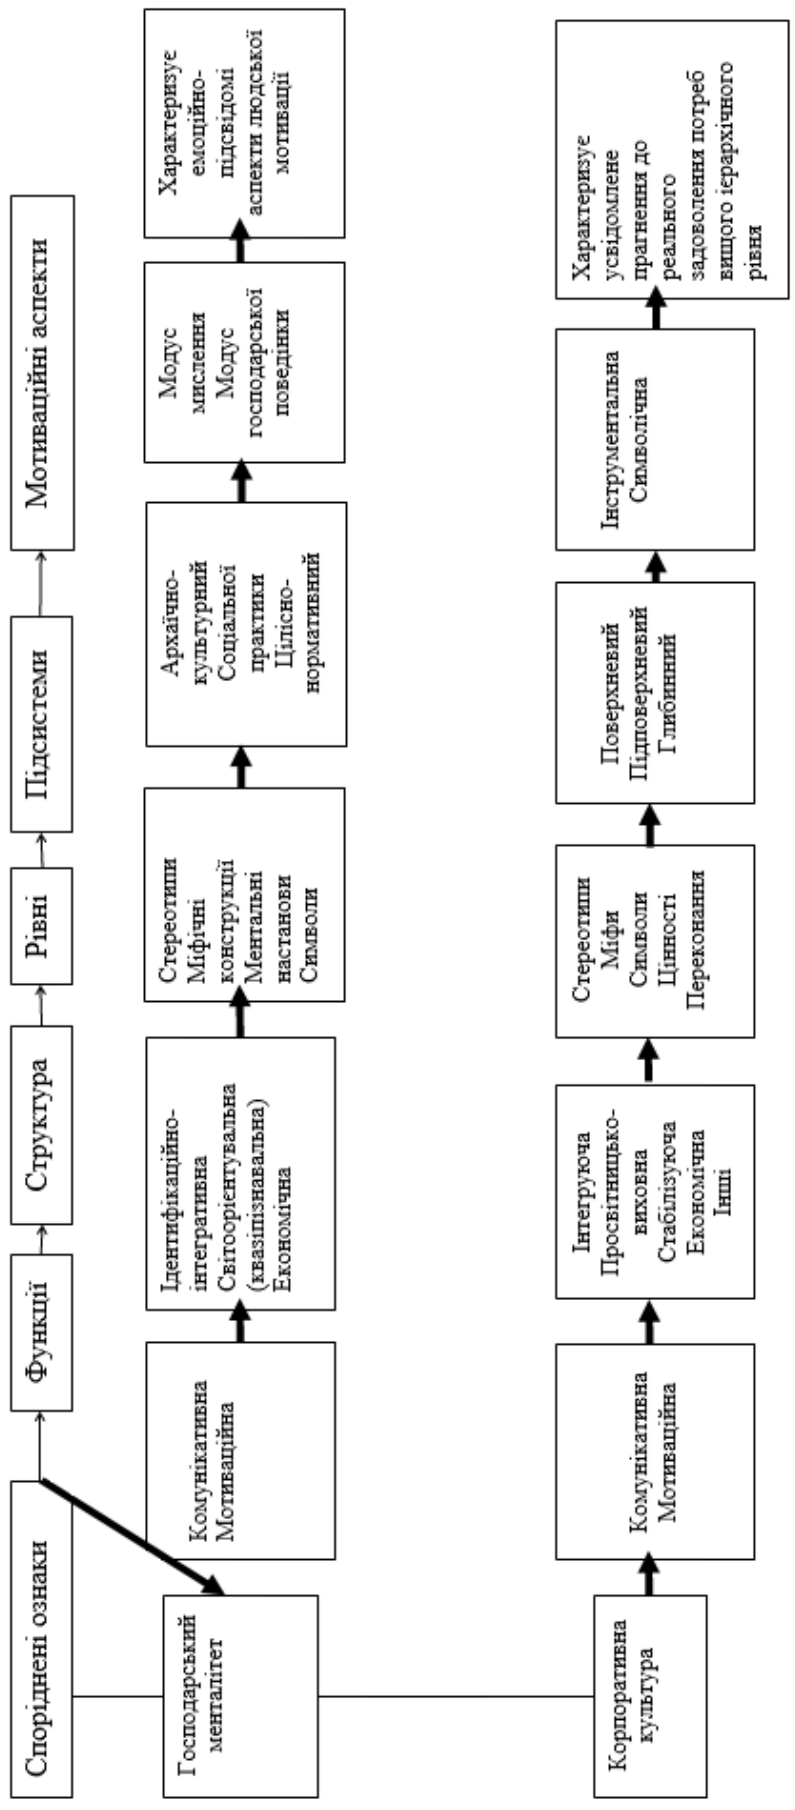 Споріднені ознаки
Функції
Структура
Рівні
Підсистеми
Мотиваційні аспекти
Господарський
менталітет
Комунікативна
Мотиваційна
Ідентифікаційно-
інтегративна
Світоорієнтувальна
(квазіпізнавальна)
Економічна
Стереотипи
Міфічні
конструкції
Ментальні
настанови
Символи
Архаїчно-
культурний
Соціальної
практики
Цілісно-
нормативний
Модус
мислення
Модус
господарської
поведінки
Характеризує
емоційно-
підсвідомі
аспекти людської
мотивації
Корпоративна
культура
Комунікативна
Мотиваційна
Інтегруюча
Просвітницько-
виховна
Стабілізуюча
Економічна
Інші
Стереотипи
Міфи
Символи
Цінності
Переконання
Поверхневий
Підповерхневий
Глибинний
Інструментальна
Символічна
Характеризує
усвідомлене
прагнення до
реального
задоволення потреб
вищого ієрархічного
рівня